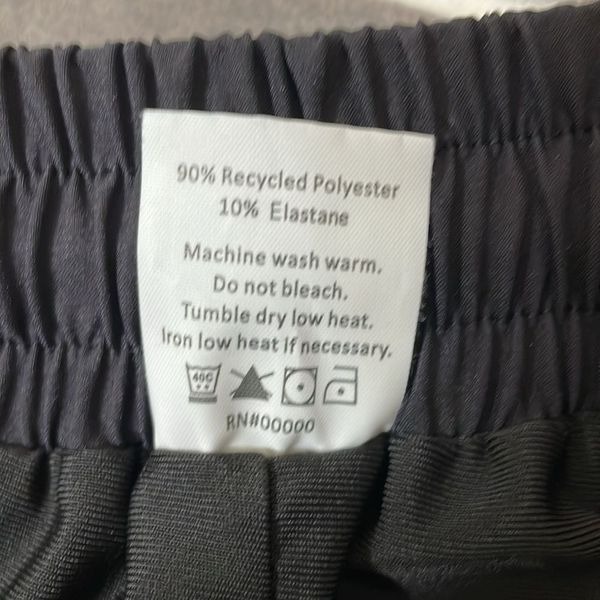 90% Recycled Polyester
10% Elastane
Machine wash warm.
Do not bleach.
Tumble dry low heat.
Iron low heat if necessary.
40C
RN#00000